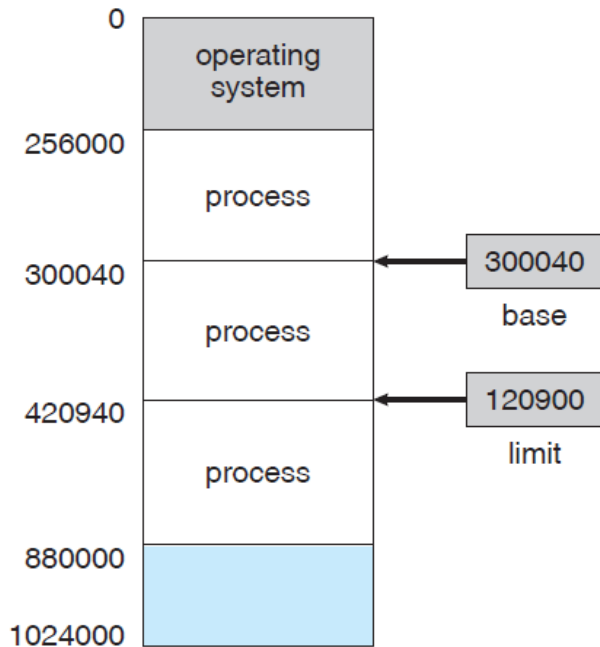 0
operating
system
256000
process
300040
300040
base
process
420940
120900
limit
process
880000
1024000